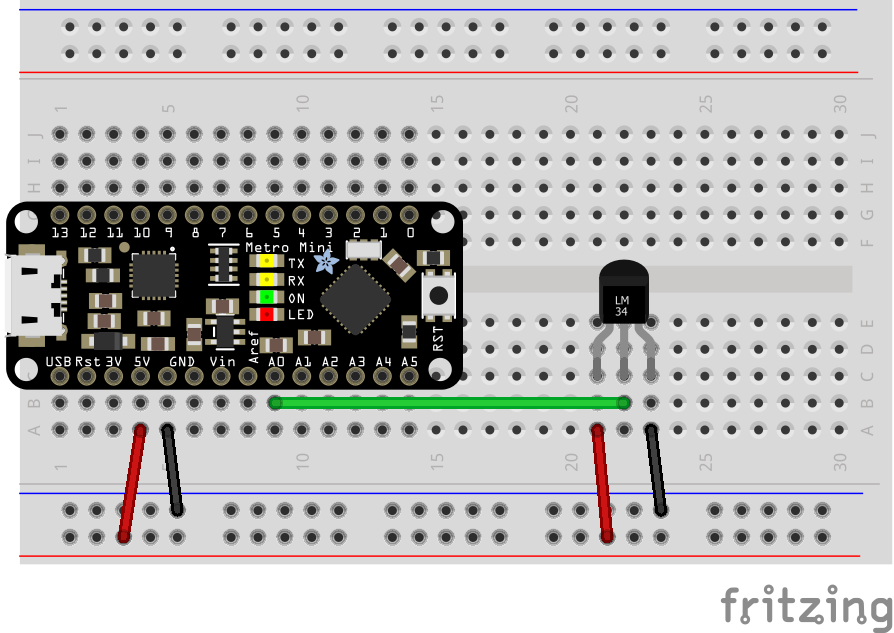 1 5 10 15 20 25 30
J
I
H
G
F
13 12 11 10 9 8 7 6 5 4 3 2 1 0
Metro Mini
TX
RX
ON
LED
RST
Aref
USB Rst 3V 5V GND Vin A0 A1 A2 A3 A4 A5
LM
34
E
D
C
B
A
1 5 10 15 20 25 30
fritzing